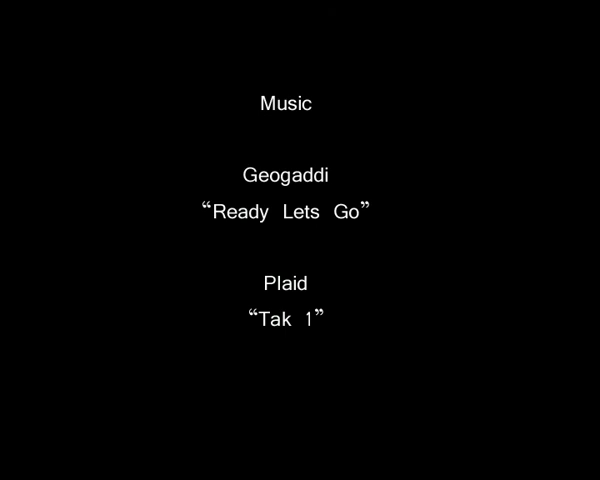 Music
Geogaddi
“Ready Lets Go”
Plaid
“Tak 1”